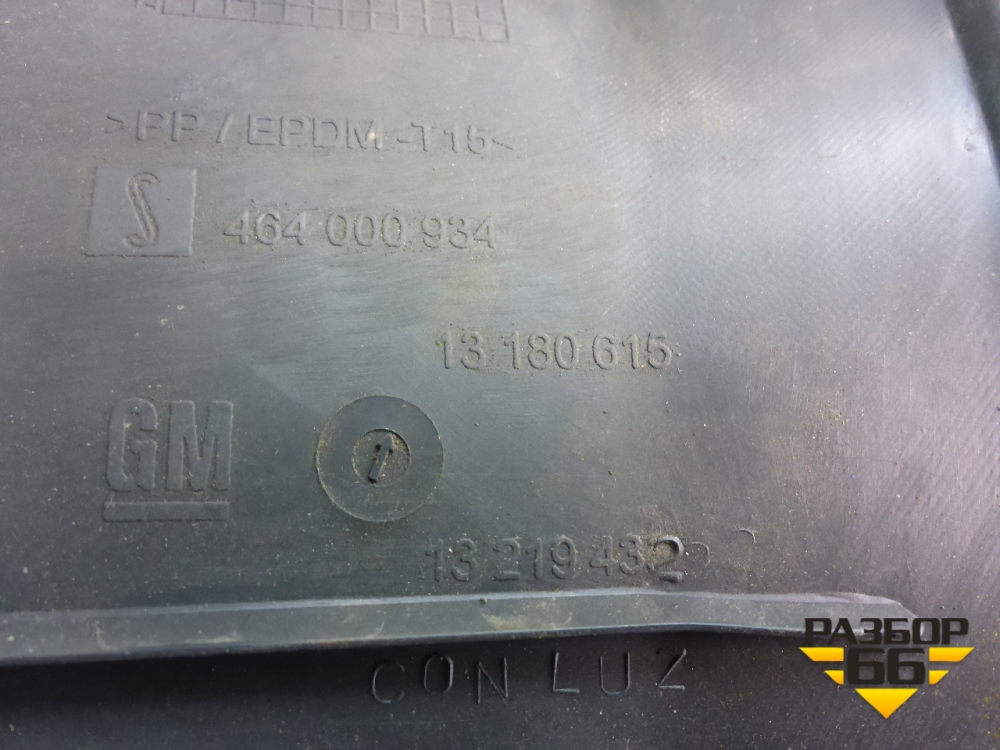 >PP / EPDM -T15<
S
464 000 934
13 180 615
GM
13 219 432
CON LUZ
РАЗБОР
66